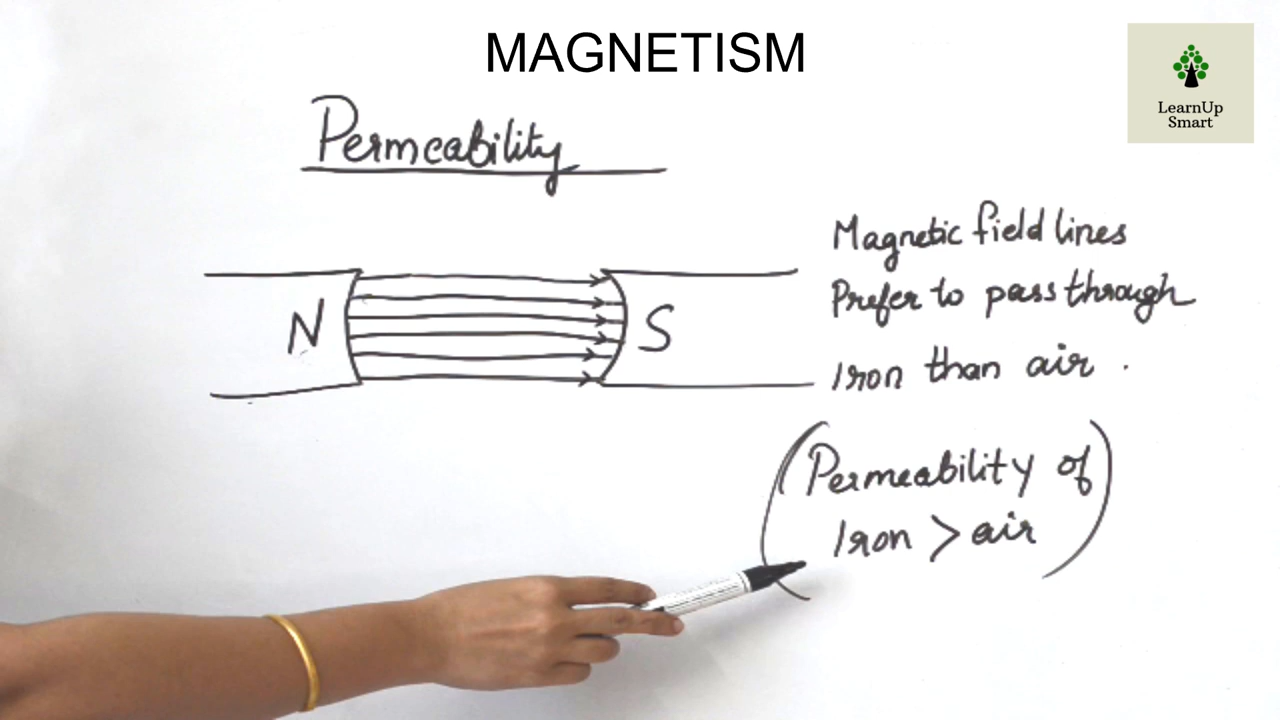 MAGNETISM
LearnUp
Smart
Permeability
Magnetic field lines
Prefer to pass through
Iron than air .
N
S
(Permeability of
Iron > air)